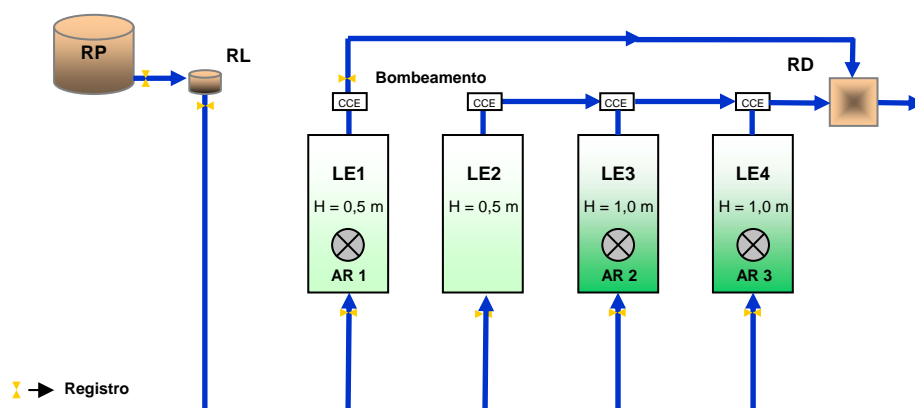 RP
RL
Bombeamento
RD
CCE
CCE
CCE
CCE
LE1
LE2
LE3
LE4
H = 0,5 m
H = 0,5 m
H = 1,0 m
H = 1,0 m
AR 1
AR 2
AR 3
Registro